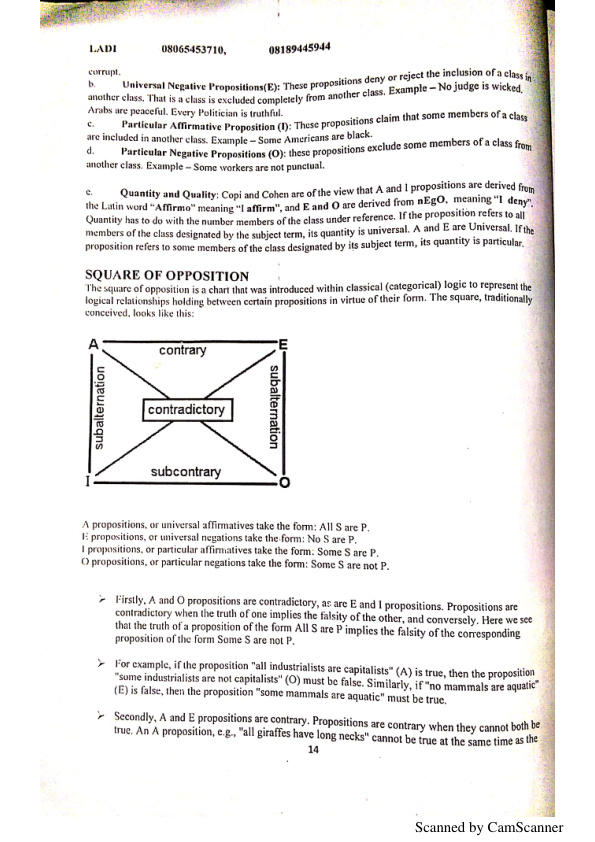 LADI 08065453710, 08189445944
corrupt.
b. Universal Negative Propositions(E): These propositions deny or reject the inclusion of a class in
another class. That is a class is excluded completely from another class. Example – No judge is wicked,
Arabs are peaceful. Every Politician is truthful.
c. Particular Affirmative Proposition (I): These propositions claim that some members of a class
are included in another class. Example – Some Americans are black.
d. Particular Negative Propositions (O): these propositions exclude some members of a class from
another class. Example – Some workers are not punctual.
e. Quantity and Quality: Copi and Cohen are of the view that A and I propositions are derived from
the Latin word "Affirmo" meaning "I affirm", and E and O are derived from nEgO, meaning "I deny".
Quantity has to do with the number members of the class under reference. If the proposition refers to all
members of the class designated by the subject term, its quantity is universal. A and E are Universal. If the
proposition refers to some members of the class designated by its subject term, its quantity is particular.
SQUARE OF OPPOSITION
The square of opposition is a chart that was introduced within classical (categorical) logic to represent the
logical relationships holding between certain propositions in virtue of their form. The square, traditionally
conceived, looks like this:
A contrary E
subalternation
contradictory
subalternation
I subcontrary O
A propositions, or universal affirmatives take the form: All S are P.
E propositions, or universal negations take the form: No S are P.
I propositions, or particular affirmatives take the form: Some S are P.
O propositions, or particular negations take the form: Some S are not P.
➢ Firstly, A and O propositions are contradictory, as are E and I propositions. Propositions are
contradictory when the truth of one implies the falsity of the other, and conversely. Here we see
that the truth of a proposition of the form All S are P implies the falsity of the corresponding
proposition of the form Some S are not P.
➢ For example, if the proposition "all industrialists are capitalists" (A) is true, then the proposition
"some industrialists are not capitalists" (O) must be false. Similarly, if "no mammals are aquatic"
(E) is false, then the proposition "some mammals are aquatic" must be true.
➢ Secondly, A and E propositions are contrary. Propositions are contrary when they cannot both be
true. An A proposition, e.g., "all giraffes have long necks" cannot be true at the same time as the
14
Scanned by CamScanner